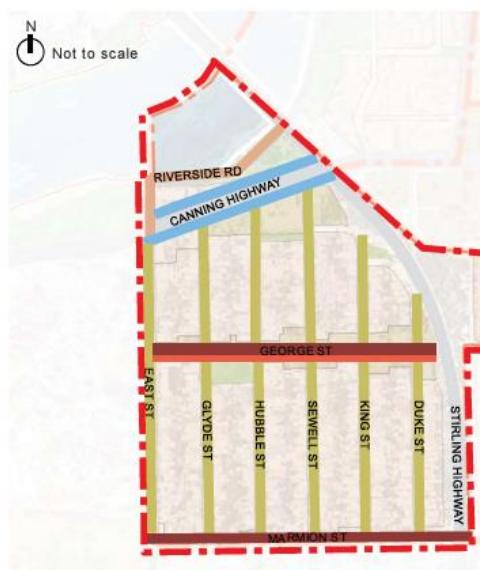 N
Not to scale
RIVERSIDE RD
CANNING HIGHWAY
GEORGE ST
EAST ST
GLYDE ST
HUBBLE ST
SEWELL ST
KING ST
DUKE ST
STIRLING HIGHWAY
MARMION ST